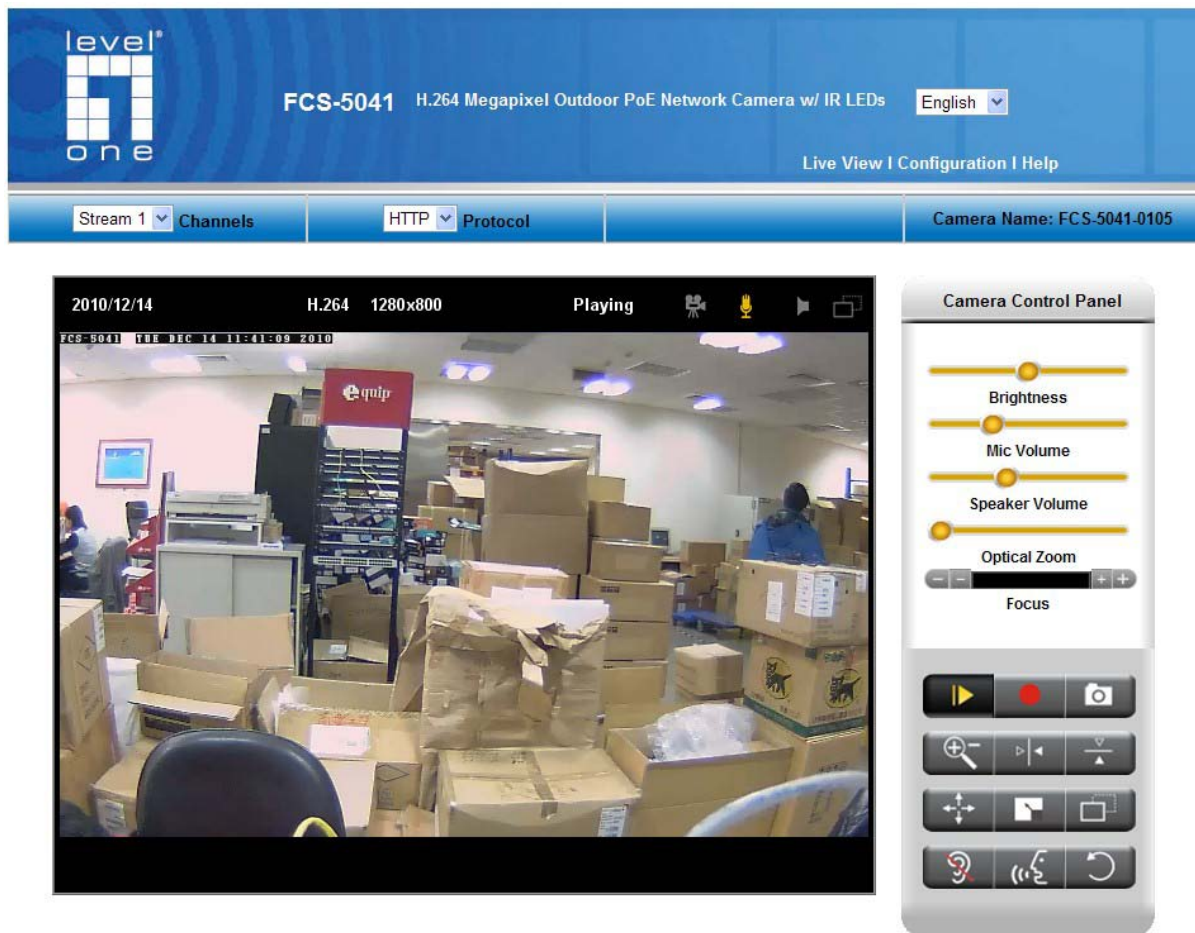 level®
one
FCS-5041 H.264 Megapixel Outdoor PoE Network Camera w/ IR LEDs English
Live View I Configuration I Help
Stream 1 Channels HTTP Protocol Camera Name: FCS-5041-0105
2010/12/14 H.264 1280x800 Playing
FCS-5041 TUE DEC 14 11:41:09 2010
equip
Camera Control Panel
Brightness
Mic Volume
Speaker Volume
Optical Zoom
Focus